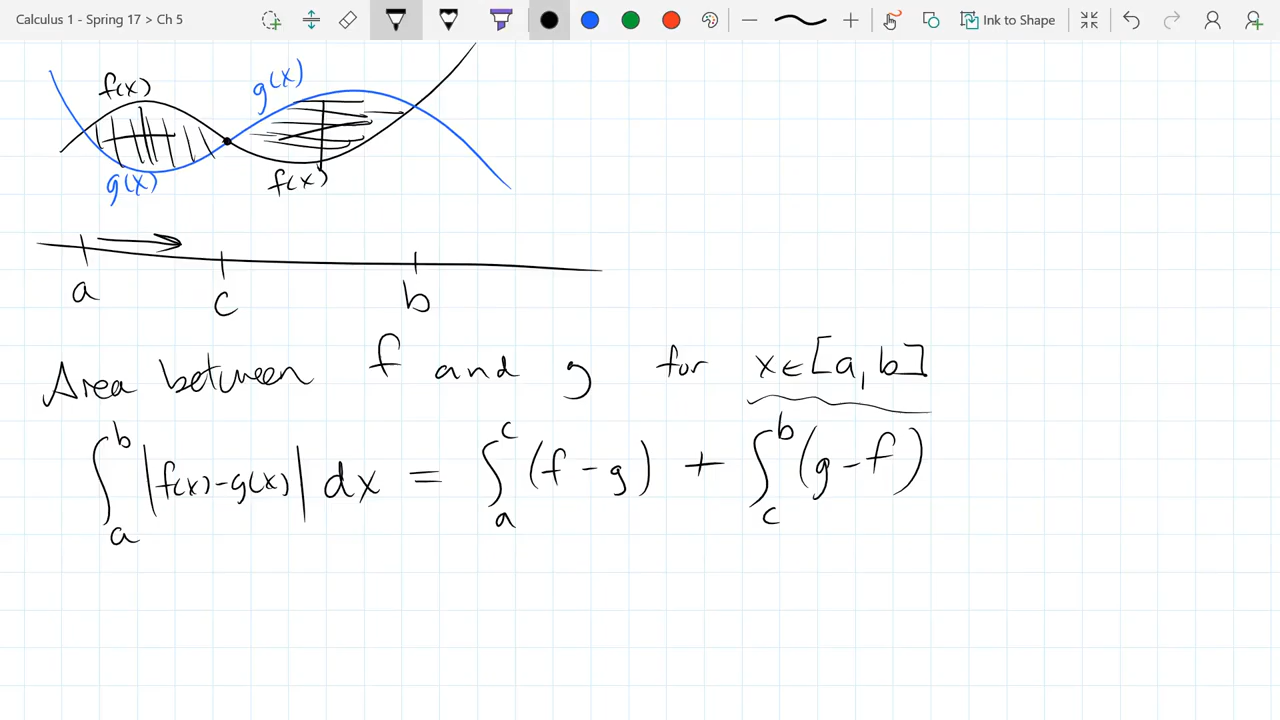 Calculus 1 - Spring 17 > Ch 5
Ink to Shape
f(x)
g(x)
g(x)
f(x)
a
c
b
Area between f and g for x∈[a,b]
∫_a^b |f(x)-g(x)| dx = ∫_a^c (f-g) + ∫_c^b (g-f)